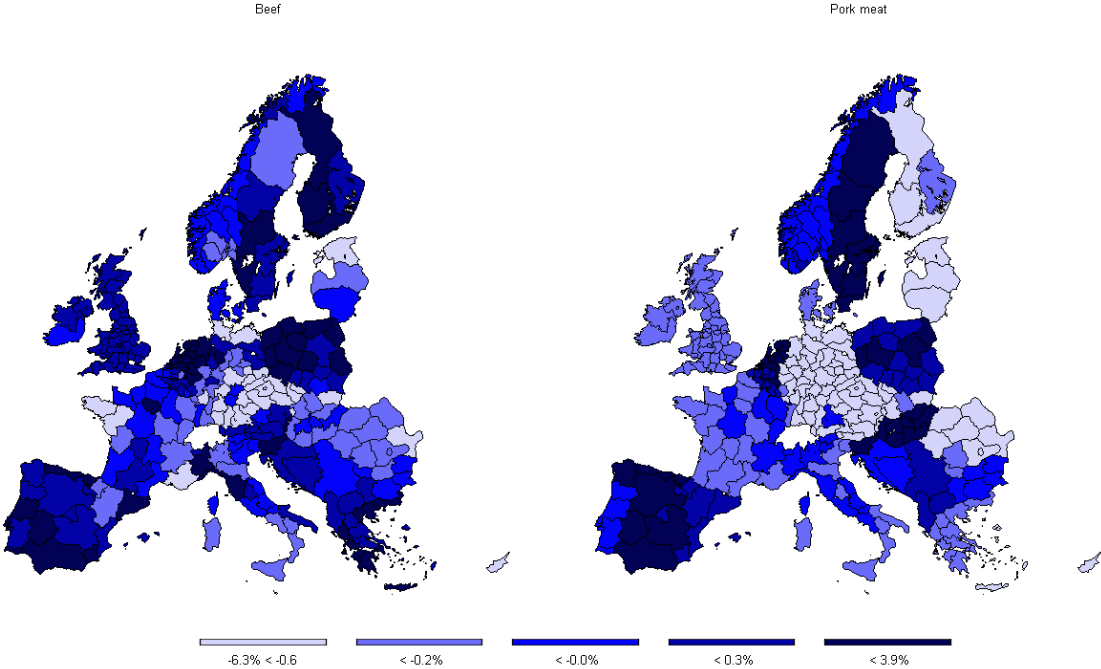 Beef
Pork meat
-6.3% < -0.6
< -0.2%
< -0.0%
< 0.3%
< 3.9%